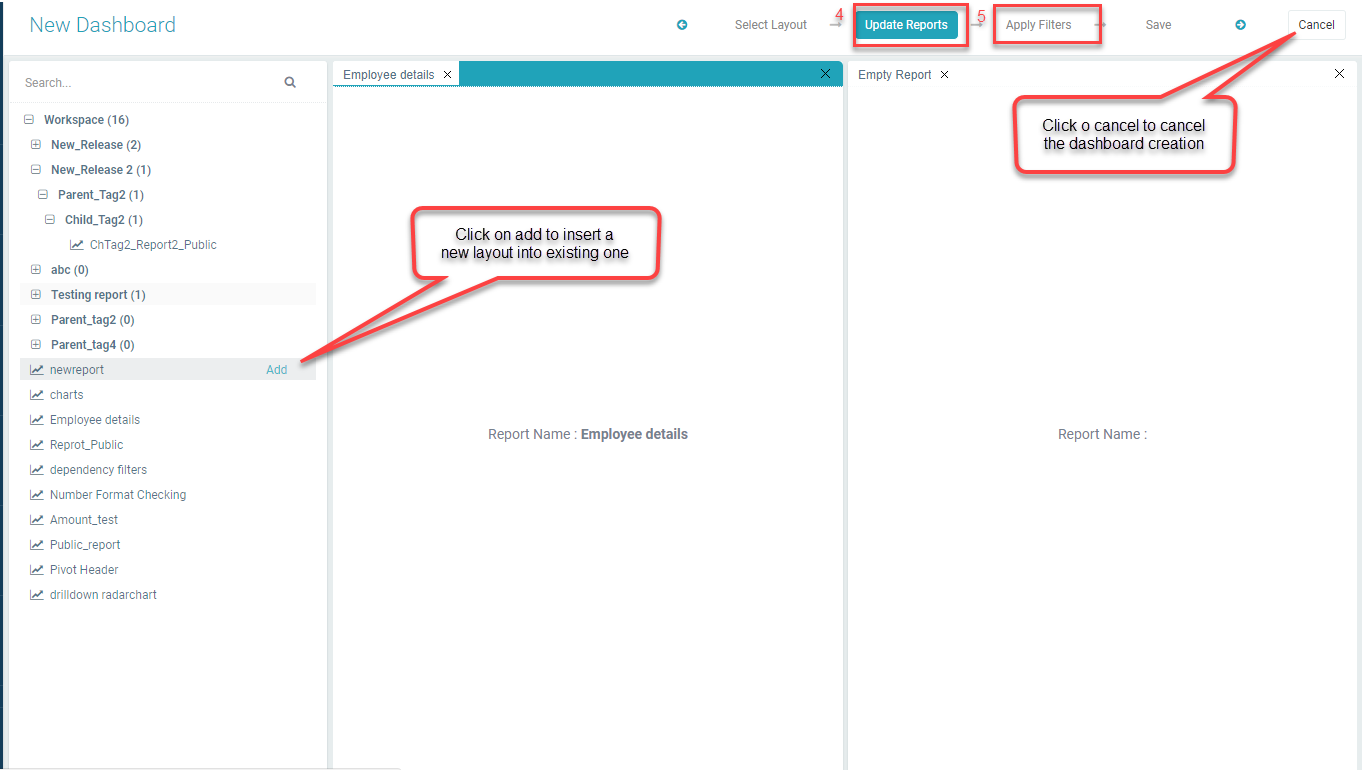 New Dashboard
Select Layout
4
Update Reports
5
Apply Filters
Save
Cancel
Search...
Employee details
Empty Report
Workspace (16)
New_Release (2)
New_Release 2 (1)
Parent_Tag2 (1)
Child_Tag2 (1)
ChTag2_Report2_Public
abc (0)
Testing report (1)
Parent_tag2 (0)
Parent_tag4 (0)
newreport Add
charts
Employee details
Reprot_Public
dependency filters
Number Format Checking
Amount_test
Public_report
Pivot Header
drilldown radarchart
Click on add to insert a
new layout into existing one
Report Name : Employee details
Click o cancel to cancel
the dashboard creation
Report Name :